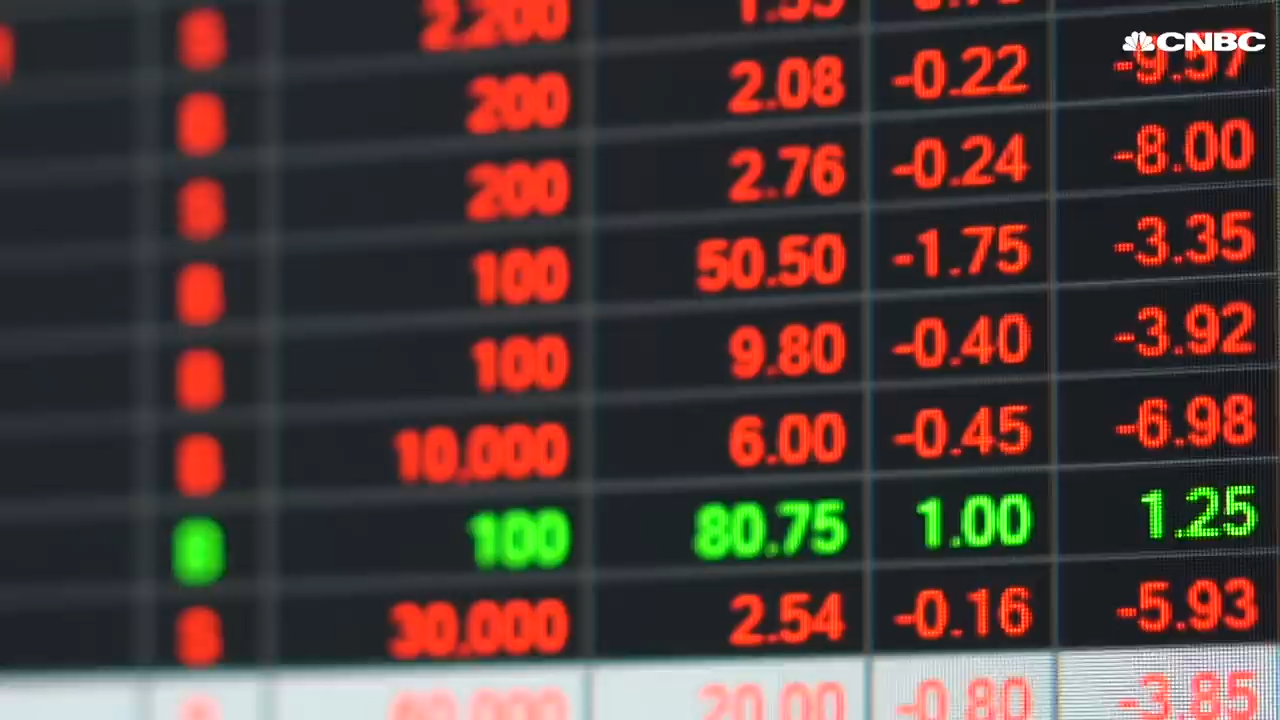 CNBC
S 2,200
S 200 2.08 -0.22 -9.57
S 200 2.76 -0.24 -8.00
S 100 50.50 -1.75 -3.35
S 100 9.80 -0.40 -3.92
S 10,000 6.00 -0.45 -6.98
100 80.75 1.00 1.25
S 30,000 2.54 -0.16 -5.93
20.00 -0.80 -3.85